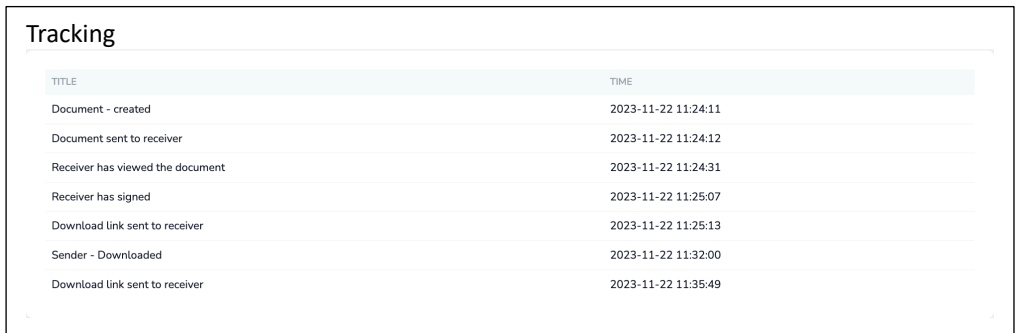 Tracking
TITLE TIME
Document - created 2023-11-22 11:24:11
Document sent to receiver 2023-11-22 11:24:12
Receiver has viewed the document 2023-11-22 11:24:31
Receiver has signed 2023-11-22 11:25:07
Download link sent to receiver 2023-11-22 11:25:13
Sender - Downloaded 2023-11-22 11:32:00
Download link sent to receiver 2023-11-22 11:35:49